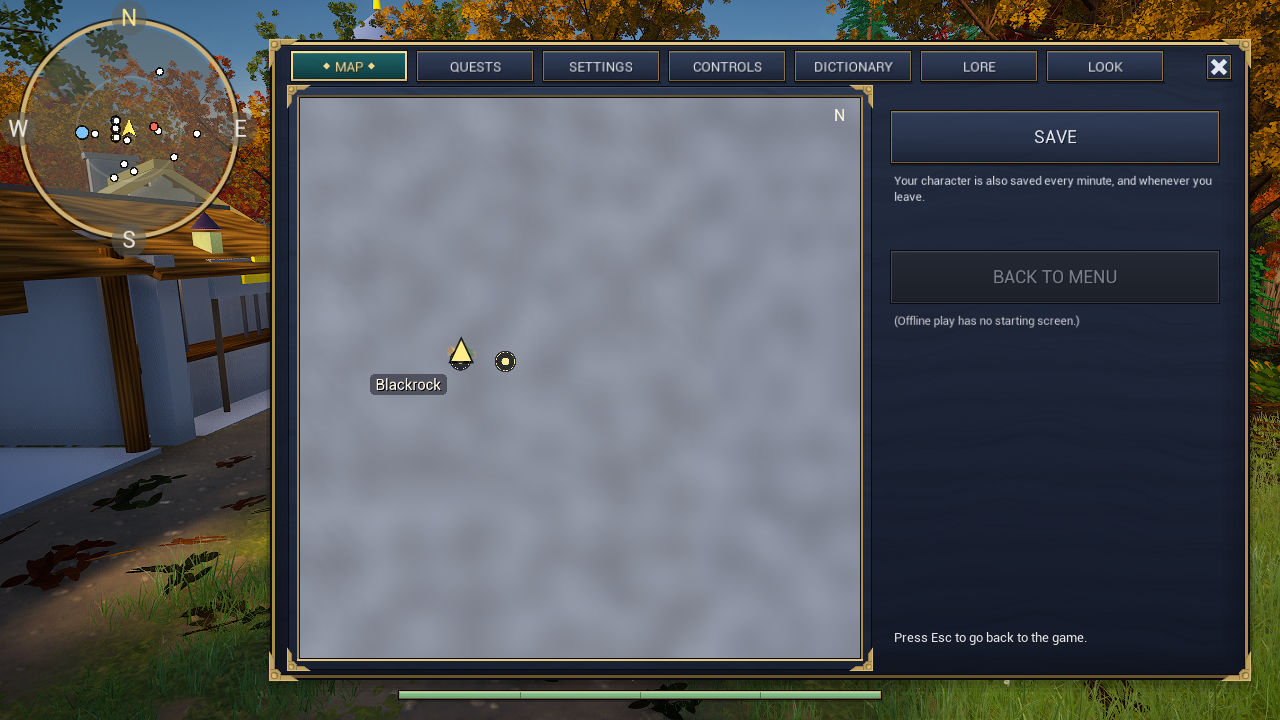 N
W
E
S
MAP
QUESTS
SETTINGS
CONTROLS
DICTIONARY
LORE
LOOK
N
Blackrock
SAVE
Your character is also saved every minute, and whenever you
leave.
BACK TO MENU
(Offline play has no starting screen.)
Press Esc to go back to the game.